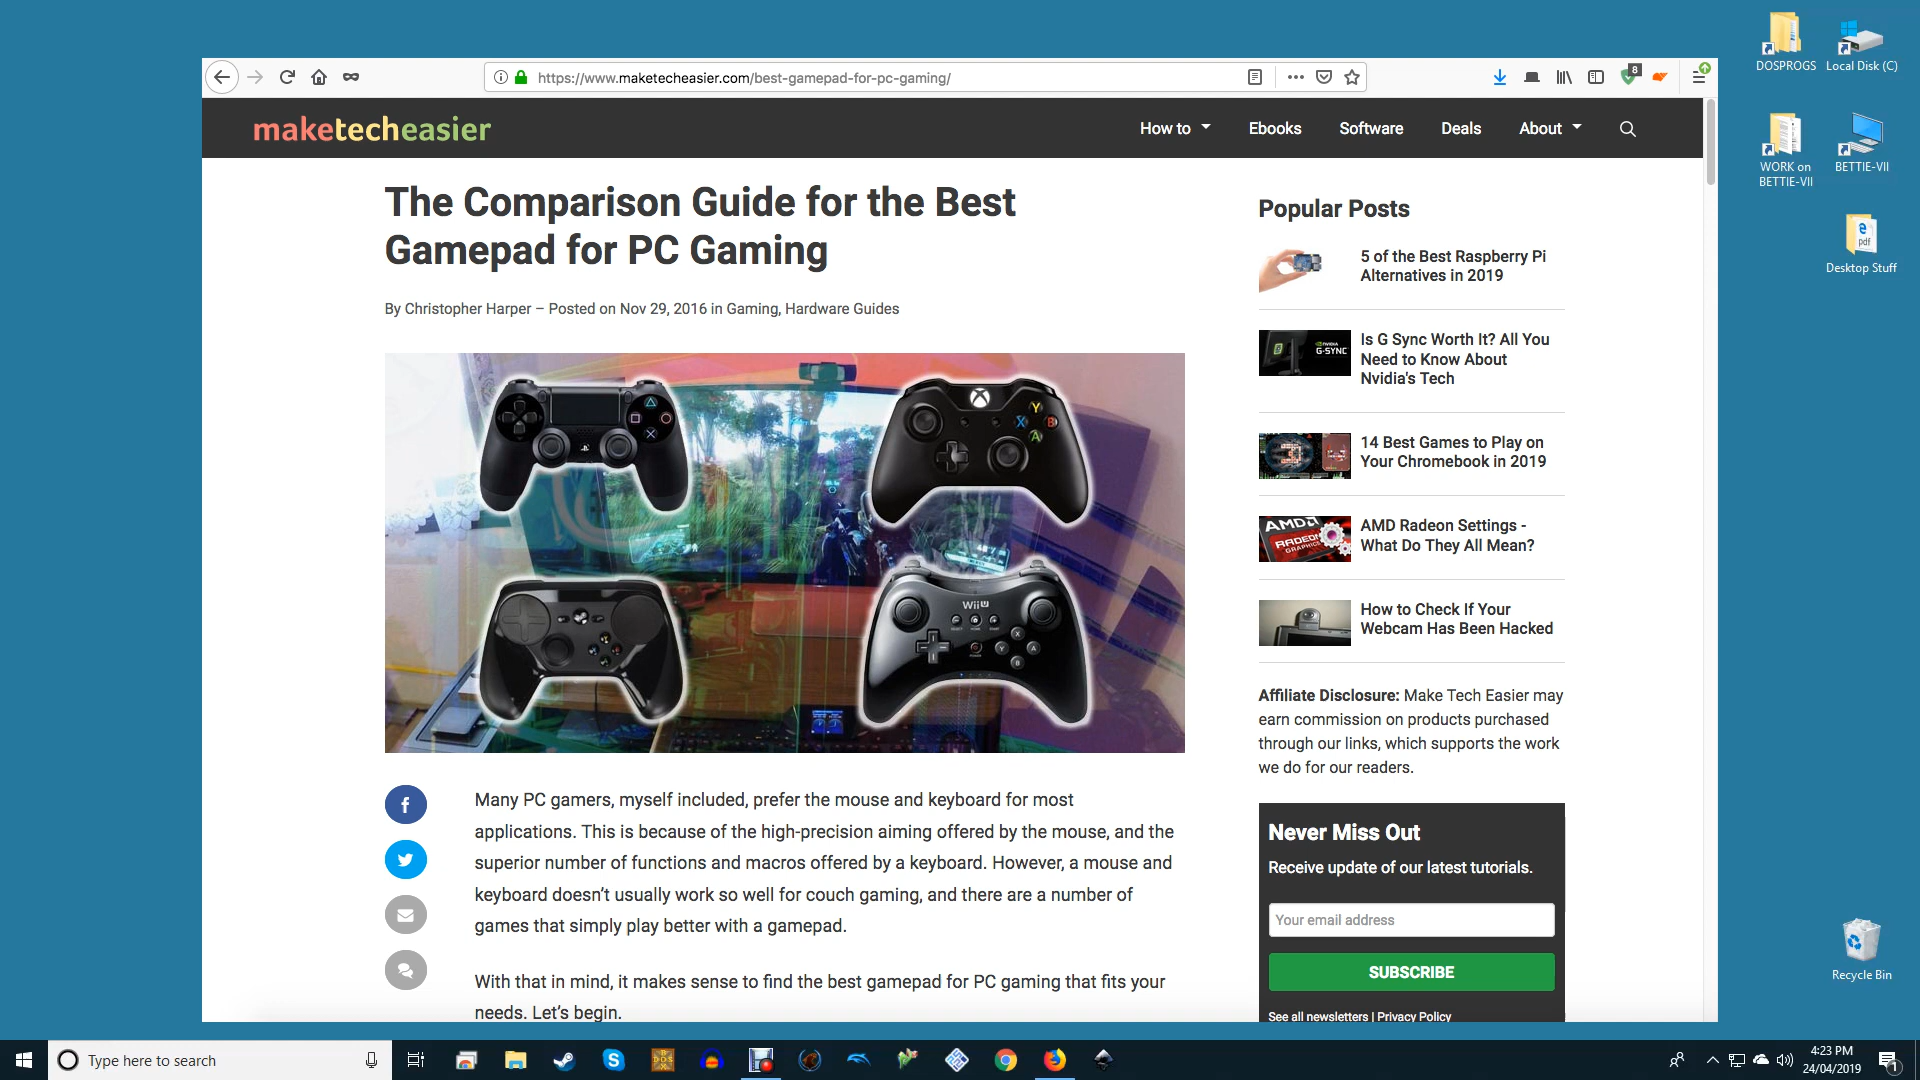 https://www.maketecheasier.com/best-gamepad-for-pc-gaming/
8
maketecheasier
How to
Ebooks
Software
Deals
About
The Comparison Guide for the Best
Gamepad for PC Gaming
By Christopher Harper – Posted on Nov 29, 2016 in Gaming, Hardware Guides
Y
X
B
A
WiiU
X
Y
A
B
Many PC gamers, myself included, prefer the mouse and keyboard for most
applications. This is because of the high-precision aiming offered by the mouse, and the
superior number of functions and macros offered by a keyboard. However, a mouse and
keyboard doesn’t usually work so well for couch gaming, and there are a number of
games that simply play better with a gamepad.
With that in mind, it makes sense to find the best gamepad for PC gaming that fits your
needs. Let’s begin.
Popular Posts
5 of the Best Raspberry Pi
Alternatives in 2019
G-SYNC
Is G Sync Worth It? All You
Need to Know About
Nvidia's Tech
14 Best Games to Play on
Your Chromebook in 2019
AMD
RADEON
GRAPHICS
AMD Radeon Settings -
What Do They All Mean?
How to Check If Your
Webcam Has Been Hacked
Affiliate Disclosure: Make Tech Easier may
earn commission on products purchased
through our links, which supports the work
we do for our readers.
Never Miss Out
Receive update of our latest tutorials.
Your email address
SUBSCRIBE
See all newsletters | Privacy Policy
DOSPROGS
Local Disk (C)
WORK on
BETTIE-VII
BETTIE-VII
pdf
Desktop Stuff
Recycle Bin
Type here to search
4:23 PM
24/04/2019
1